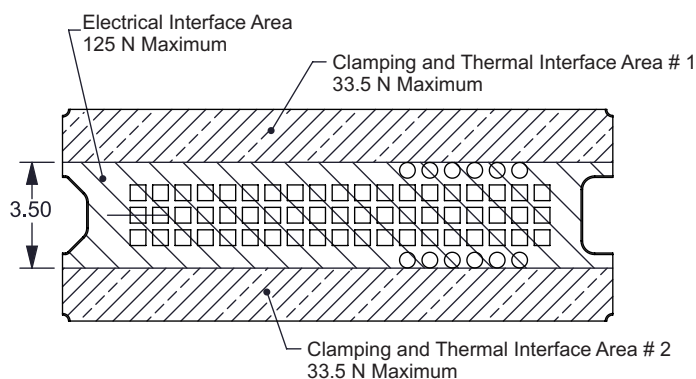 Electrical Interface Area
125 N Maximum
Clamping and Thermal Interface Area # 1
33.5 N Maximum
3.50
Clamping and Thermal Interface Area # 2
33.5 N Maximum